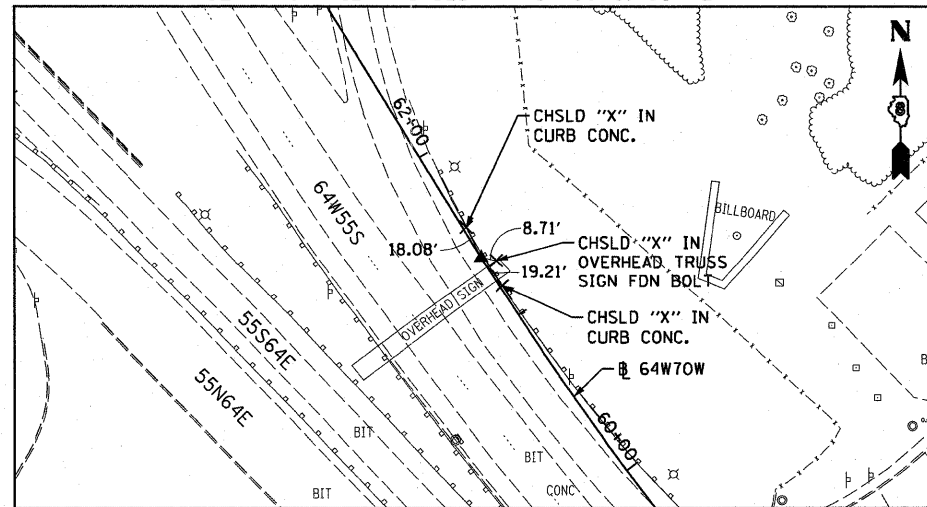 N
8
62+00
CHSLD "X" IN
CURB CONC.
BILLBOARD
64W55S
18.08'
8.71'
CHSLD "X" IN
OVERHEAD TRUSS
SIGN FDN BOLT
19.21'
OVERHEAD SIGN
CHSLD "X" IN
CURB CONC.
55S64E
℄ 64W70W
55N64E
60+00
BIT
BIT
BIT
CONC